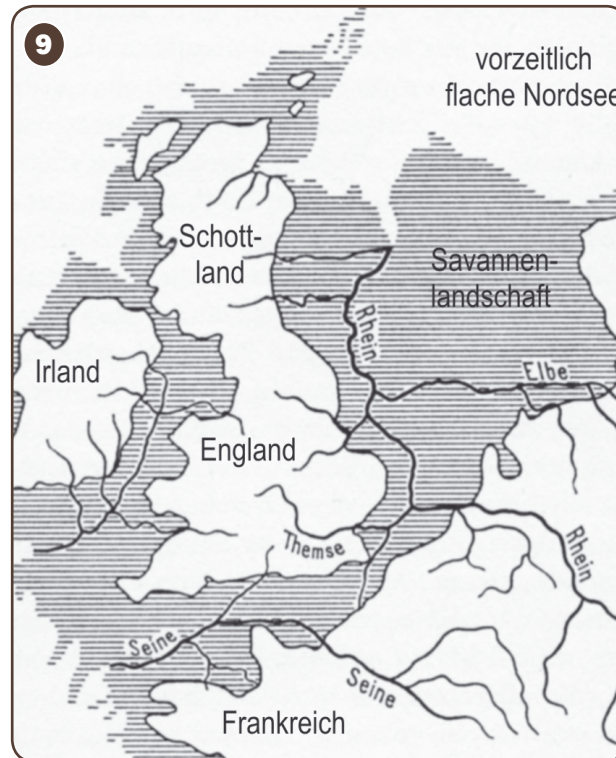 9
vorzeitlich
flache Nordsee
Schott-
land
Savannen-
landschaft
Rhein
Irland
Elbe
England
Themse
Rhein
Seine
Seine
Frankreich